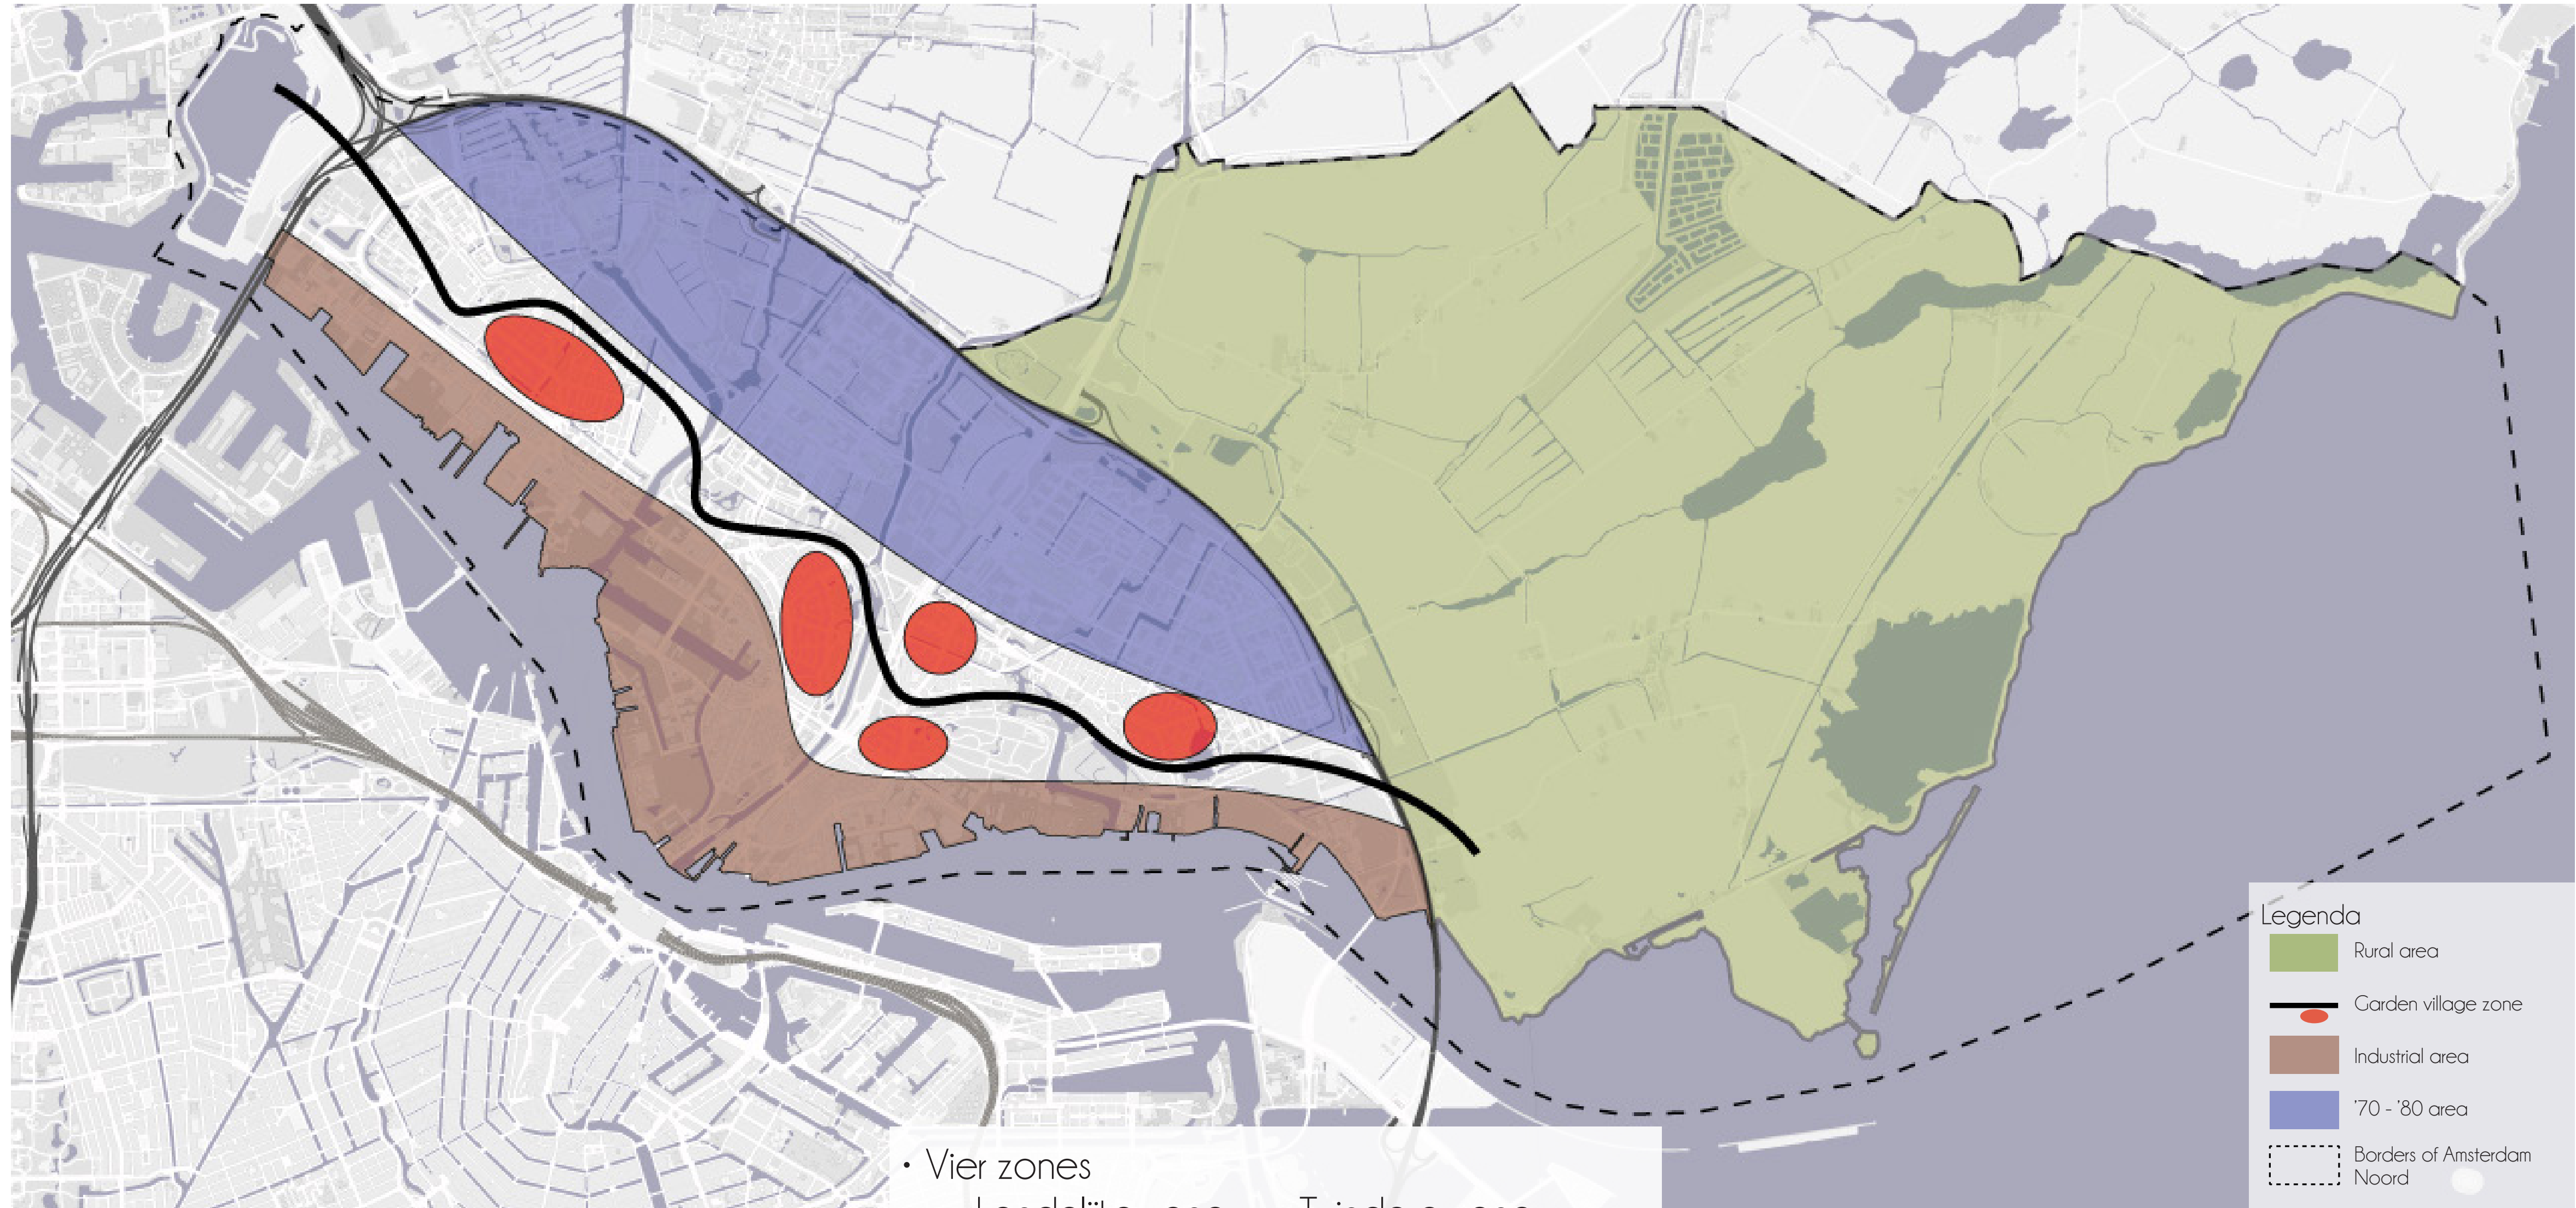 Legenda
Rural area
Garden village zone
Industrial area
'70 - '80 area
Borders of Amsterdam
Noord
• Vier zones